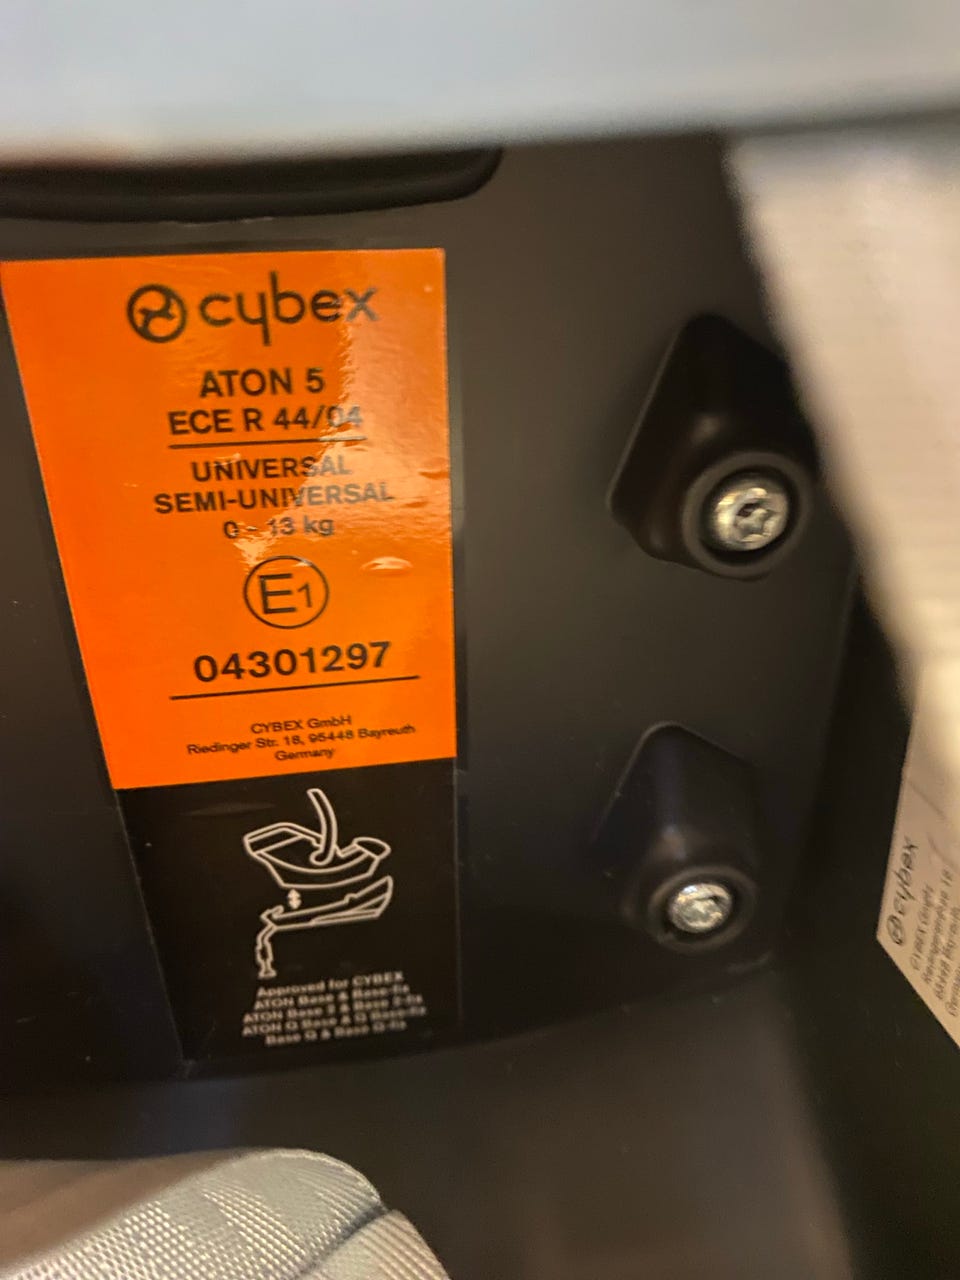 cybex
ATON 5
ECE R 44/04
UNIVERSAL
SEMI-UNIVERSAL
0 - 13 kg
E1
04301297
CYBEX GmbH
Riedinger Str. 18, 95448 Bayreuth
Germany
Approved for CYBEX
ATON Base & Base-fix
ATON Base 2 & Base 2-fix
ATON Q Base & Q Base-fix
Base Q & Base Q-fix
cybex
CYBEX GmbH